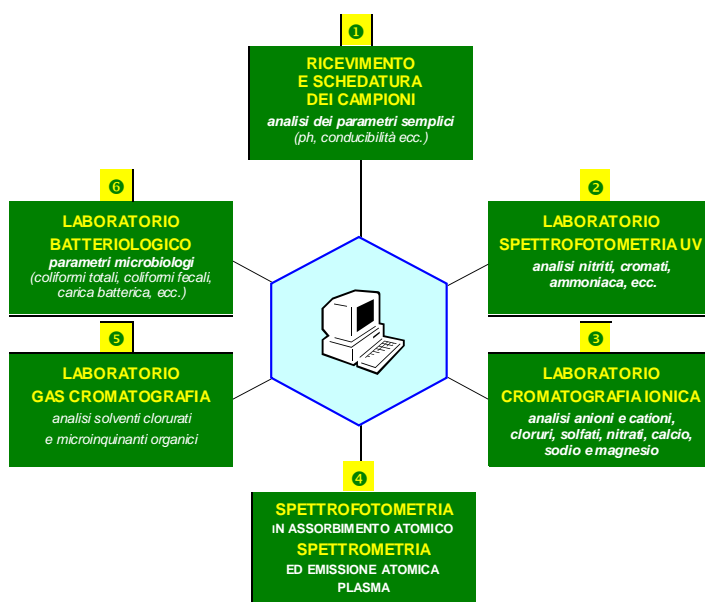 ❶
RICEVIMENTO
E SCHEDATURA
DEI CAMPIONI
analisi dei parametri semplici
(ph, conducibilità ecc.)
❷
LABORATORIO
SPETTROFOTOMETRIA UV
analisi nitriti, cromati,
ammoniaca, ecc.
❸
LABORATORIO
CROMATOGRAFIA IONICA
analisi anioni e cationi,
cloruri, solfati, nitrati, calcio,
sodio e magnesio
❹
SPETTROFOTOMETRIA
IN ASSORBIMENTO ATOMICO
SPETTROMETRIA
ED EMISSIONE ATOMICA
PLASMA
❺
LABORATORIO
GAS CROMATOGRAFIA
analisi solventi clorurati
e microinquinanti organici
❻
LABORATORIO
BATTERIOLOGICO
parametri microbiologi
(coliformi totali, coliformi fecali,
carica batterica, ecc.)